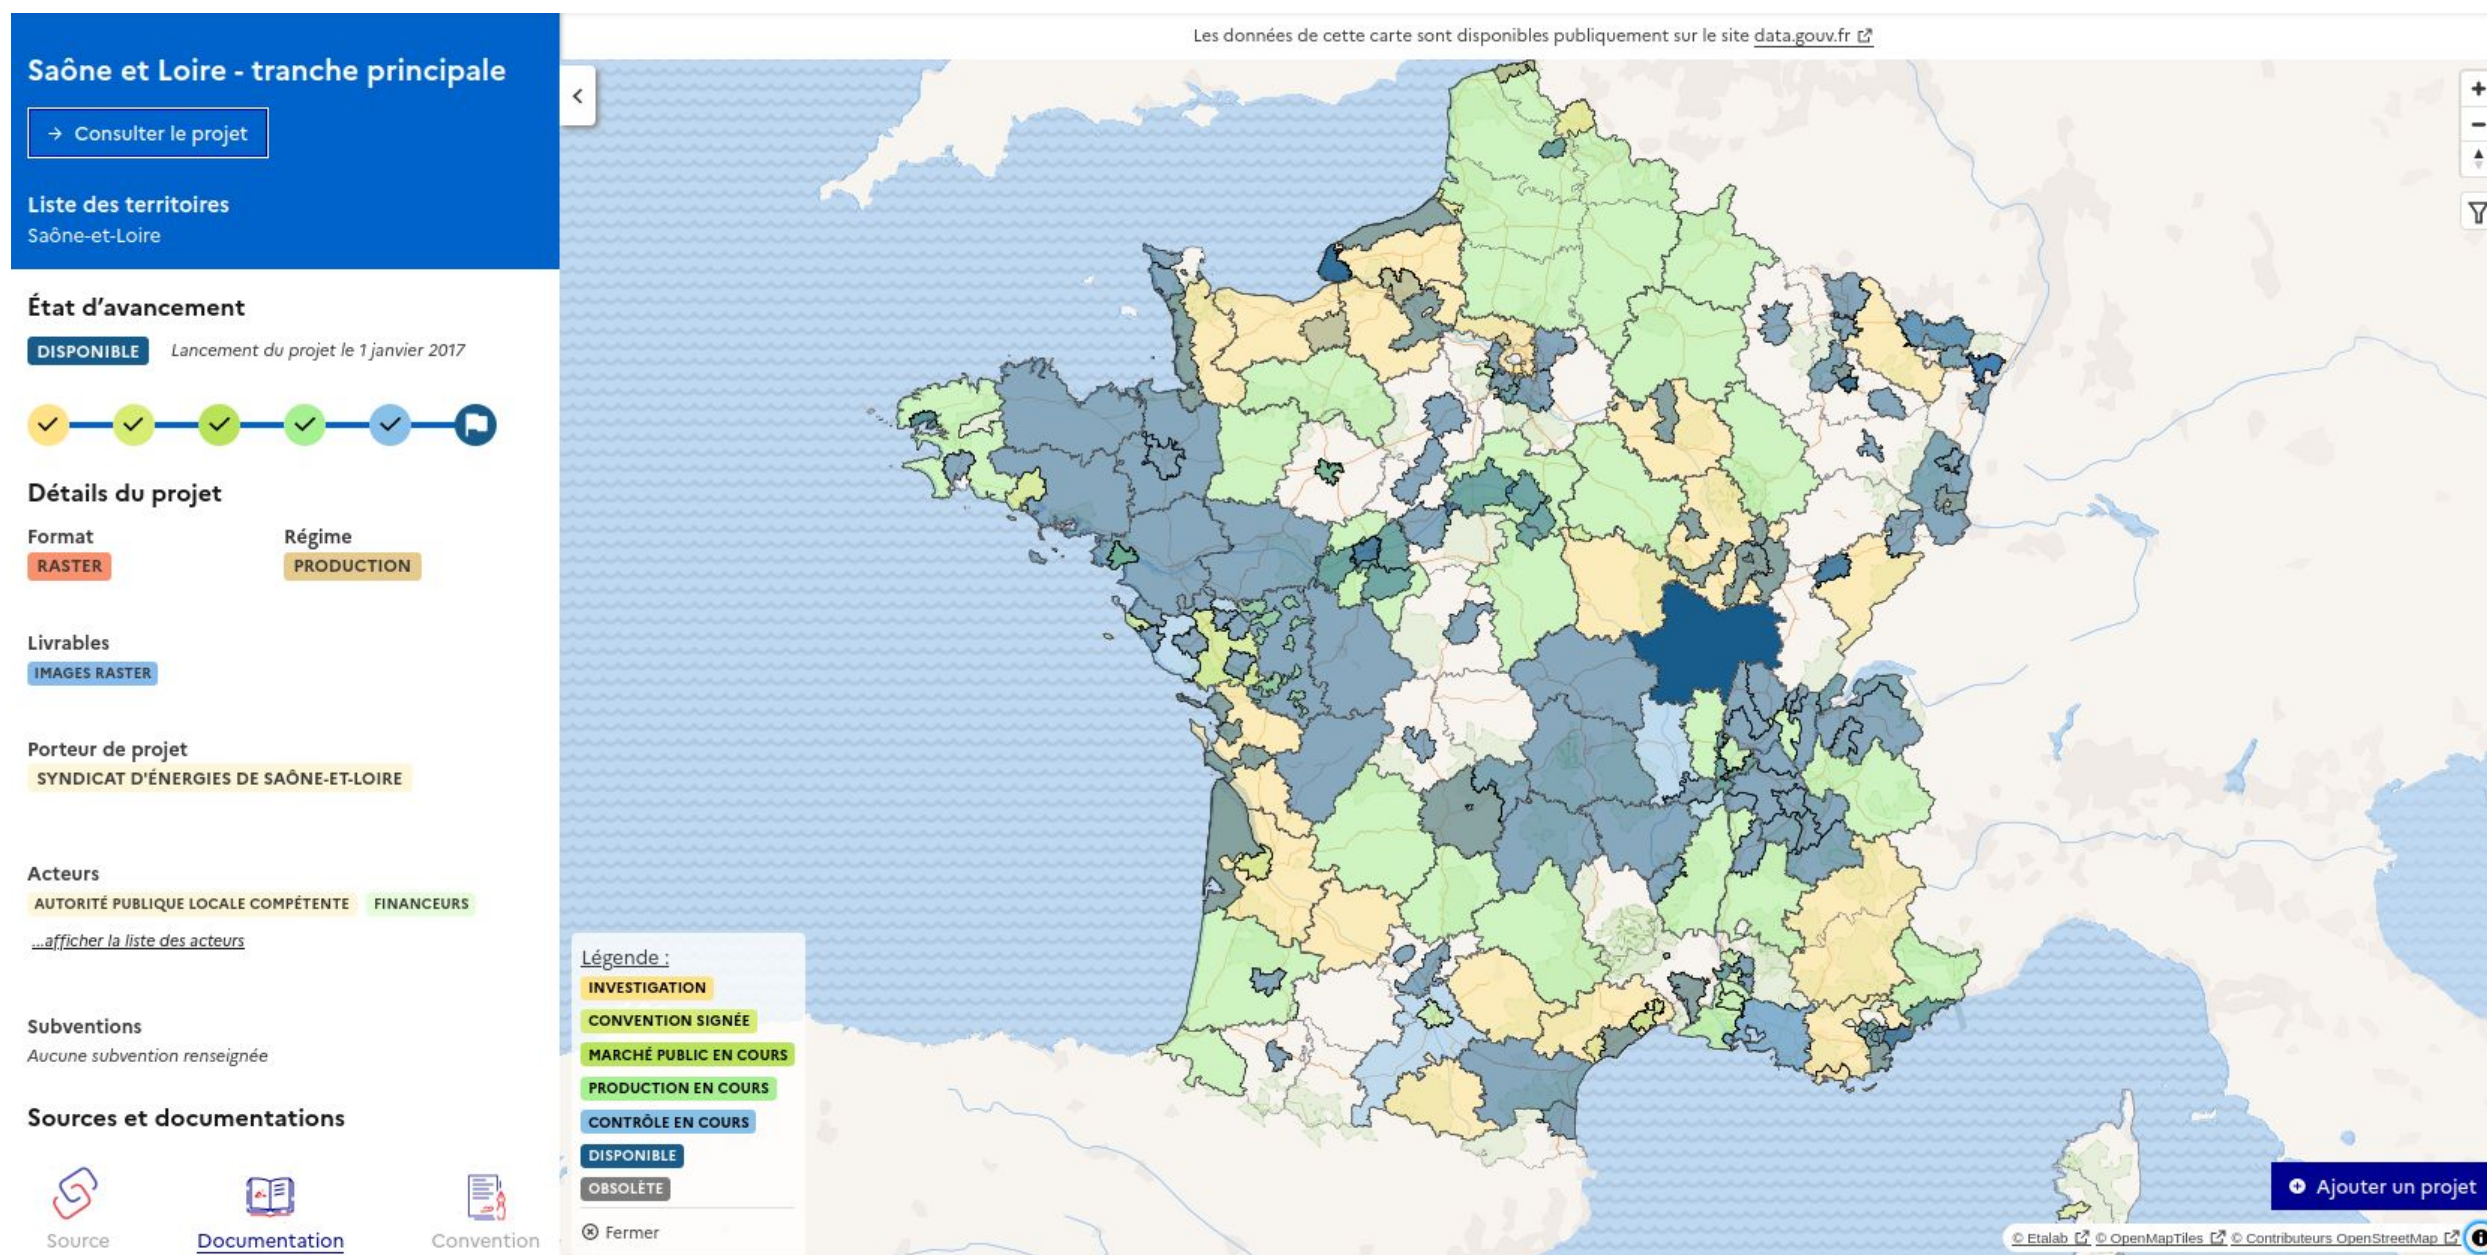 Les données de cette carte sont disponibles publiquement sur le site data.gouv.fr
Saône et Loire - tranche principale
Consulter le projet
Liste des territoires
Saône-et-Loire
État d’avancement
DISPONIBLE Lancement du projet le 1 janvier 2017
Détails du projet
Format Régime
RASTER PRODUCTION
Livrables
IMAGES RASTER
Porteur de projet
SYNDICAT D'ÉNERGIES DE SAÔNE-ET-LOIRE
Acteurs
AUTORITÉ PUBLIQUE LOCALE COMPÉTENTE FINANCEURS
...afficher la liste des acteurs
Subventions
Aucune subvention renseignée
Sources et documentations
Source Documentation Convention
Légende :
INVESTIGATION
CONVENTION SIGNÉE
MARCHÉ PUBLIC EN COURS
PRODUCTION EN COURS
CONTRÔLE EN COURS
DISPONIBLE
OBSOLÈTE
Fermer
Ajouter un projet
© Etalab © OpenMapTiles © Contributeurs OpenStreetMap